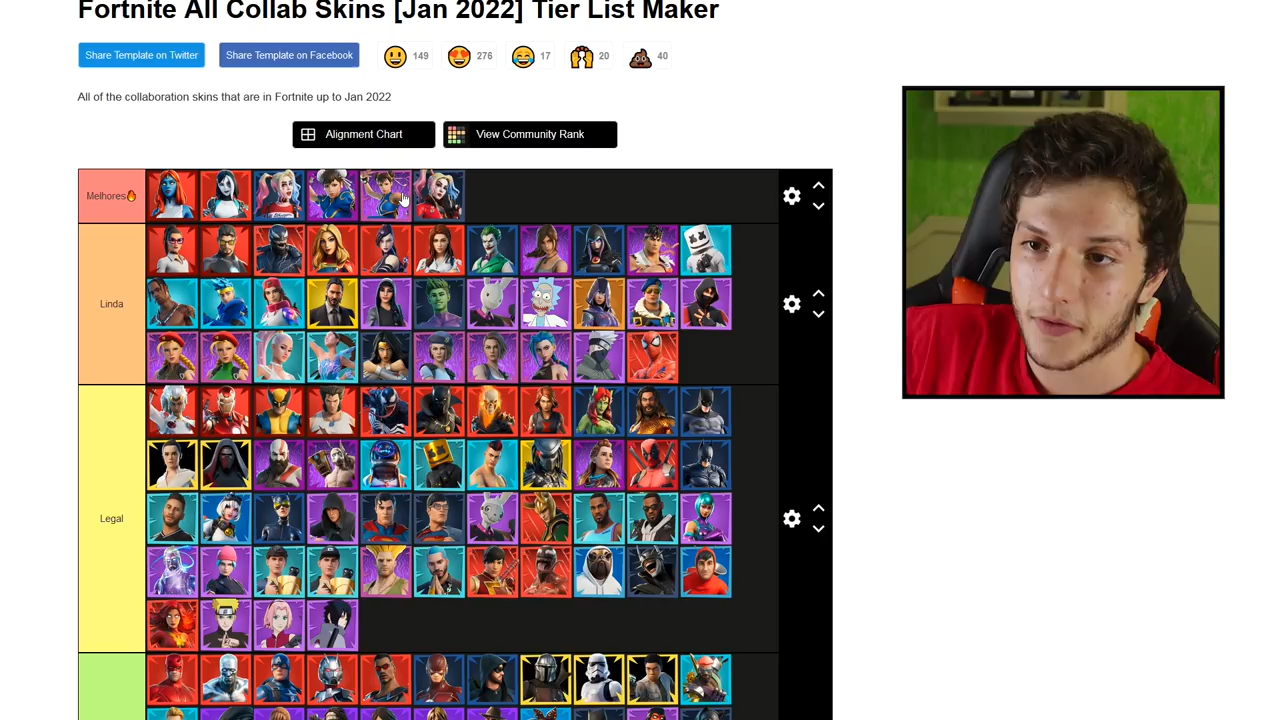 Fortnite All Collab Skins [Jan 2022] Tier List Maker
Share Template on Twitter
Share Template on Facebook
149
276
17
20
40
All of the collaboration skins that are in Fortnite up to Jan 2022
Alignment Chart
View Community Rank
Melhores🔥
Linda
Legal